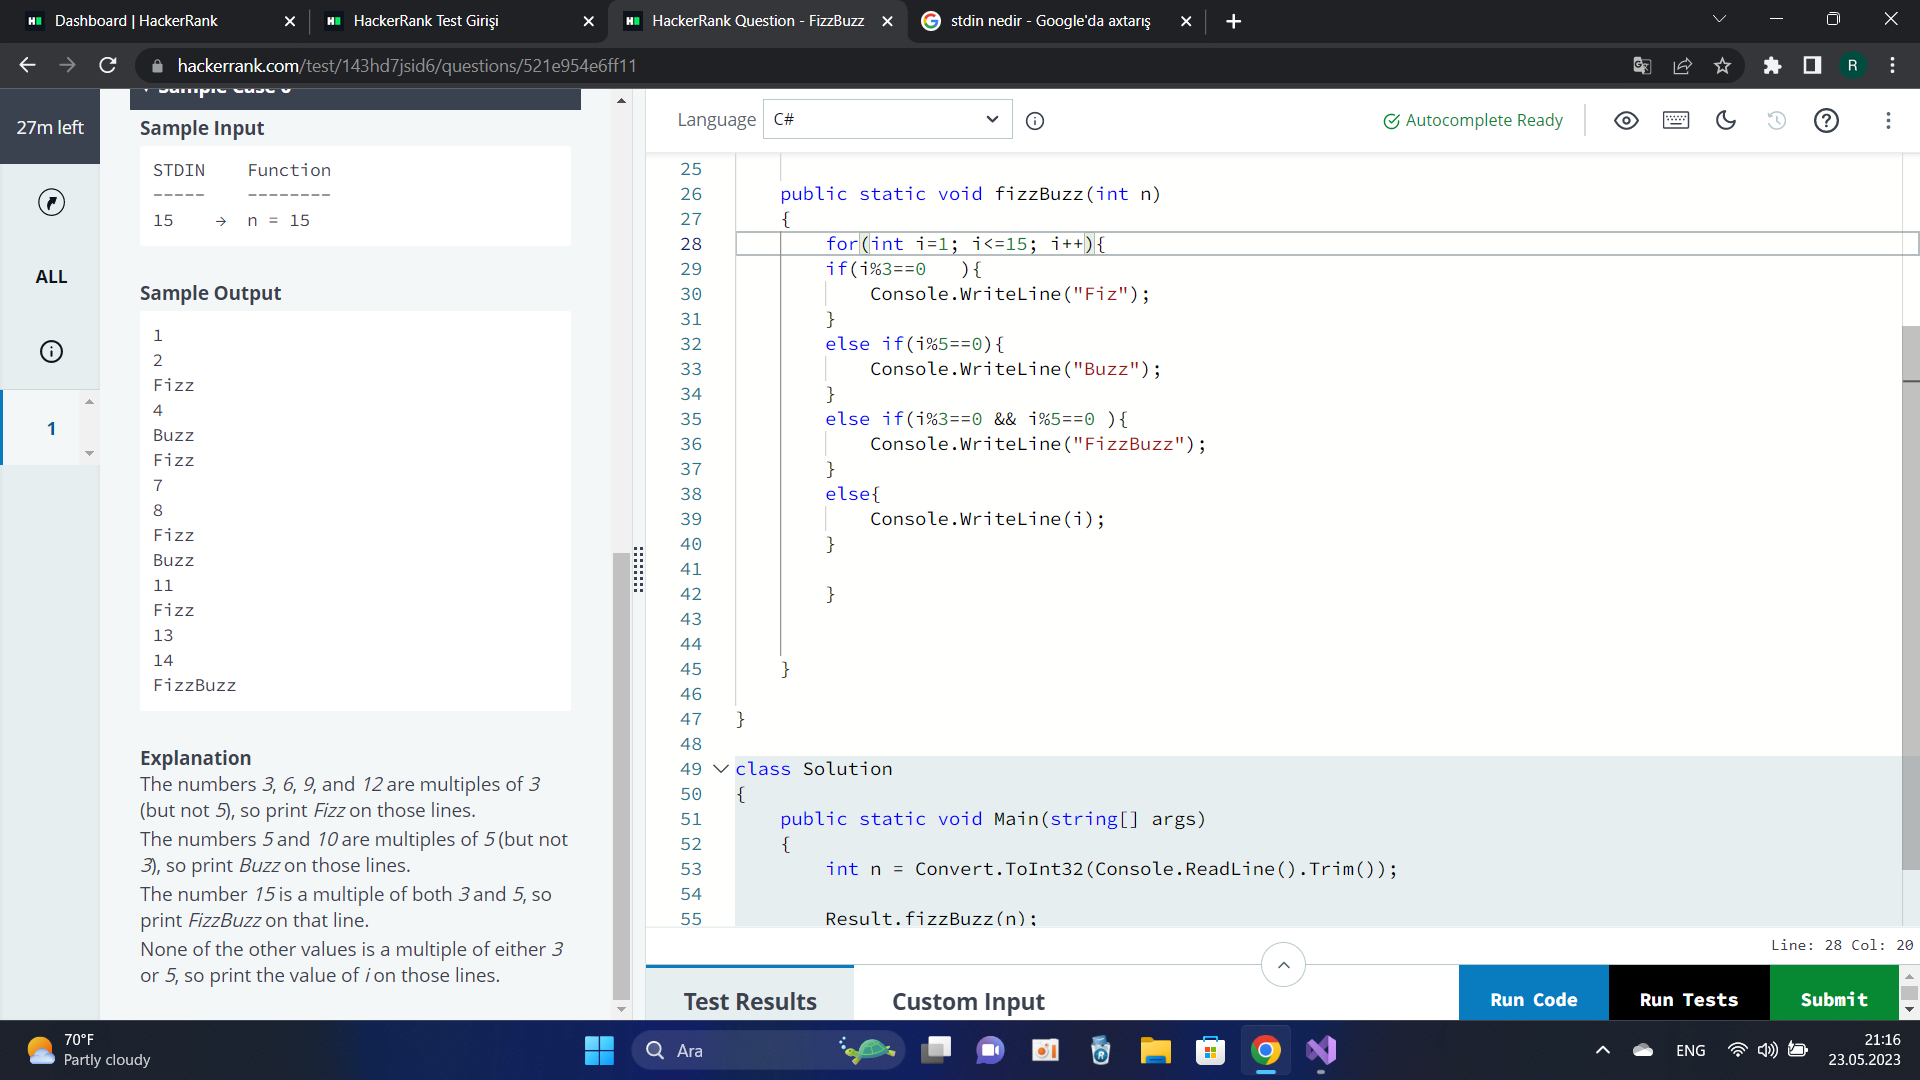 Dashboard | HackerRank
HackerRank Test Girişi
HackerRank Question - FizzBuzz
stdin nedir - Google'da axtarış
hackerrank.com/test/143hd7jsid6/questions/521e954e6ff11
R
27m left
ALL
1
Sample Case 0
Sample Input
STDIN Function
----- --------
15 → n = 15
Sample Output
1
2
Fizz
4
Buzz
Fizz
7
8
Fizz
Buzz
11
Fizz
13
14
FizzBuzz
Explanation
The numbers 3, 6, 9, and 12 are multiples of 3
(but not 5), so print Fizz on those lines.
The numbers 5 and 10 are multiples of 5 (but not
3), so print Buzz on those lines.
The number 15 is a multiple of both 3 and 5, so
print FizzBuzz on that line.
None of the other values is a multiple of either 3
or 5, so print the value of i on those lines.
Language C#
Autocomplete Ready
25
26 public static void fizzBuzz(int n)
27 {
28 for(int i=1; i<=15; i++){
29 if(i%3==0 ){
30 Console.WriteLine("Fiz");
31 }
32 else if(i%5==0){
33 Console.WriteLine("Buzz");
34 }
35 else if(i%3==0 && i%5==0 ){
36 Console.WriteLine("FizzBuzz");
37 }
38 else{
39 Console.WriteLine(i);
40 }
41
42 }
43
44
45 }
46
47 }
48
49 class Solution
50 {
51 public static void Main(string[] args)
52 {
53 int n = Convert.ToInt32(Console.ReadLine().Trim());
54
55 Result.fizzBuzz(n);
Line: 28 Col: 20
Test Results
Custom Input
Run Code
Run Tests
Submit
70°F
Partly cloudy
Ara
ENG
21:16
23.05.2023